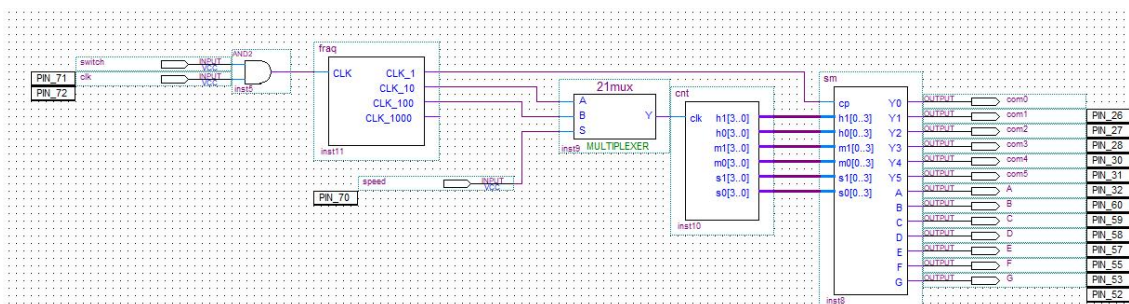 switch
INPUT
VCC
PIN_71
clk
INPUT
VCC
PIN_72
AND2
inst5
fraq
CLK
CLK_1
CLK_10
CLK_100
CLK_1000
inst11
speed
INPUT
VCC
PIN_70
21mux
A
B
S
Y
inst9
MULTIPLEXER
cnt
clk
h1[3..0]
h0[3..0]
m1[3..0]
m0[3..0]
s1[3..0]
s0[3..0]
inst10
sm
cp
h1[0..3]
h0[0..3]
m1[0..3]
m0[0..3]
s1[0..3]
s0[0..3]
Y0
Y1
Y2
Y3
Y4
Y5
A
B
C
D
E
F
G
inst8
OUTPUT com0
OUTPUT com1 PIN_26
OUTPUT com2 PIN_27
OUTPUT com3 PIN_28
OUTPUT com4 PIN_30
OUTPUT com5 PIN_31
OUTPUT A PIN_32
OUTPUT B PIN_60
OUTPUT C PIN_59
OUTPUT D PIN_58
OUTPUT E PIN_57
OUTPUT F PIN_55
OUTPUT G PIN_53
PIN_52